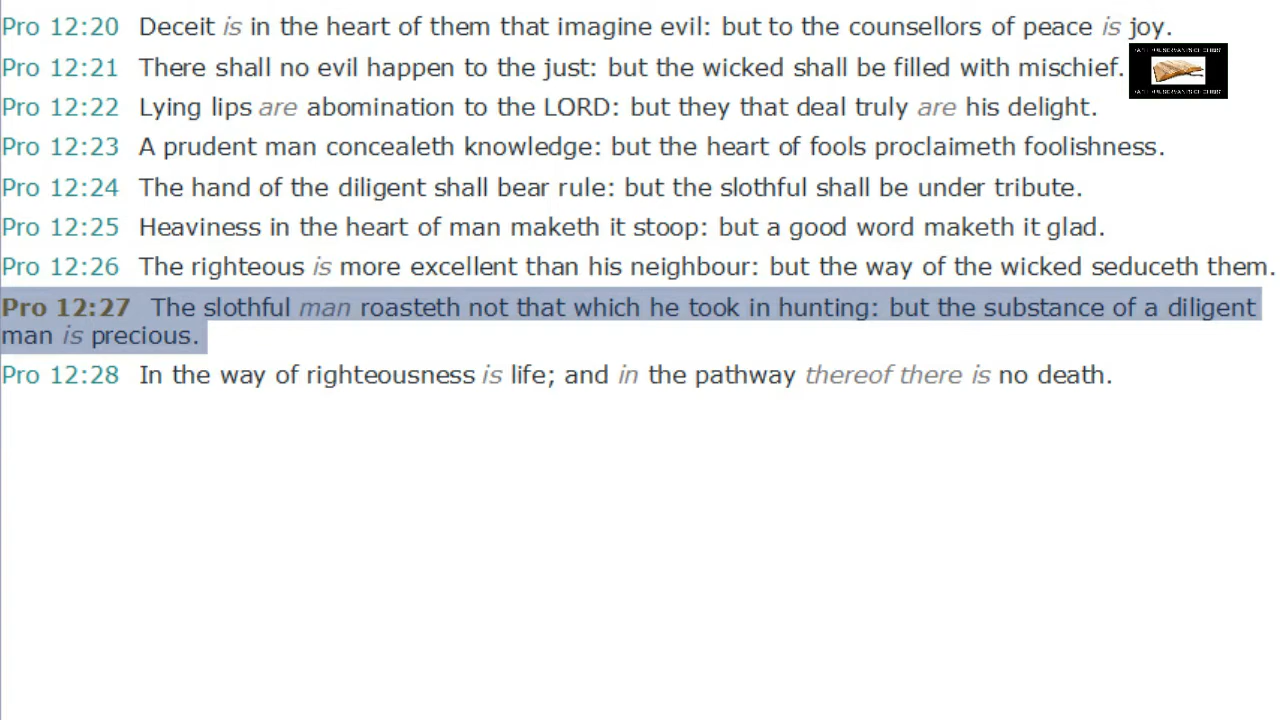 Pro 12:20 Deceit is in the heart of them that imagine evil: but to the counsellors of peace is joy.
Pro 12:21 There shall no evil happen to the just: but the wicked shall be filled with mischief.
Pro 12:22 Lying lips are abomination to the LORD: but they that deal truly are his delight.
Pro 12:23 A prudent man concealeth knowledge: but the heart of fools proclaimeth foolishness.
Pro 12:24 The hand of the diligent shall bear rule: but the slothful shall be under tribute.
Pro 12:25 Heaviness in the heart of man maketh it stoop: but a good word maketh it glad.
Pro 12:26 The righteous is more excellent than his neighbour: but the way of the wicked seduceth them.
Pro 12:27 The slothful man roasteth not that which he took in hunting: but the substance of a diligent
man is precious.
Pro 12:28 In the way of righteousness is life; and in the pathway thereof there is no death.